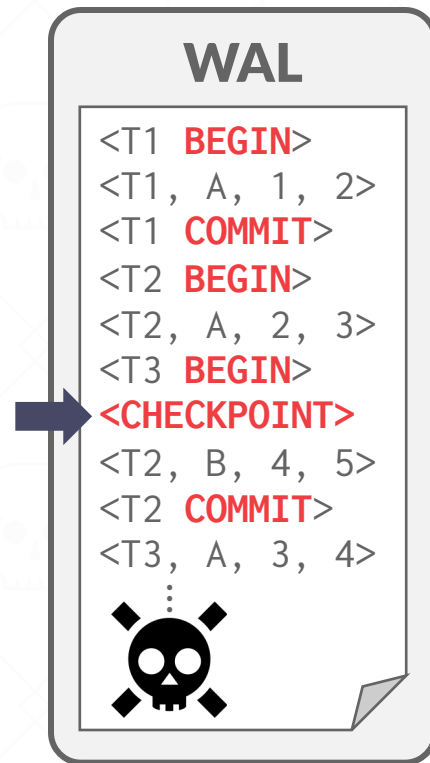 WAL
<T1 BEGIN>
<T1, A, 1, 2>
<T1 COMMIT>
<T2 BEGIN>
<T2, A, 2, 3>
<T3 BEGIN>
<CHECKPOINT>
<T2, B, 4, 5>
<T2 COMMIT>
<T3, A, 3, 4>
⋮